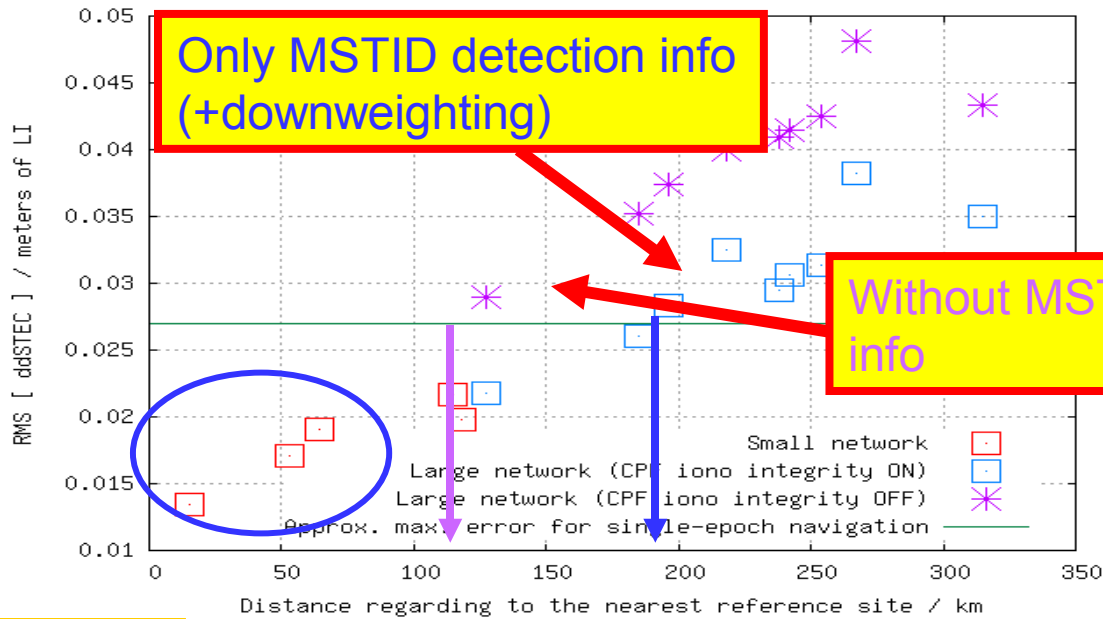 0.05
0.045
0.04
0.035
0.03
0.025
0.02
0.015
0.01
RMS [ ddSTEC ] / meters of LI
Only MSTID detection info
(+downweighting)
Without
info
Small network
Large network (CPF iono integrity ON)
Large network (CPF iono integrity OFF)
Approx. max. error for single-epoch navigation
0 50 100 150 200 250 300 350
Distance regarding to the nearest reference site / km